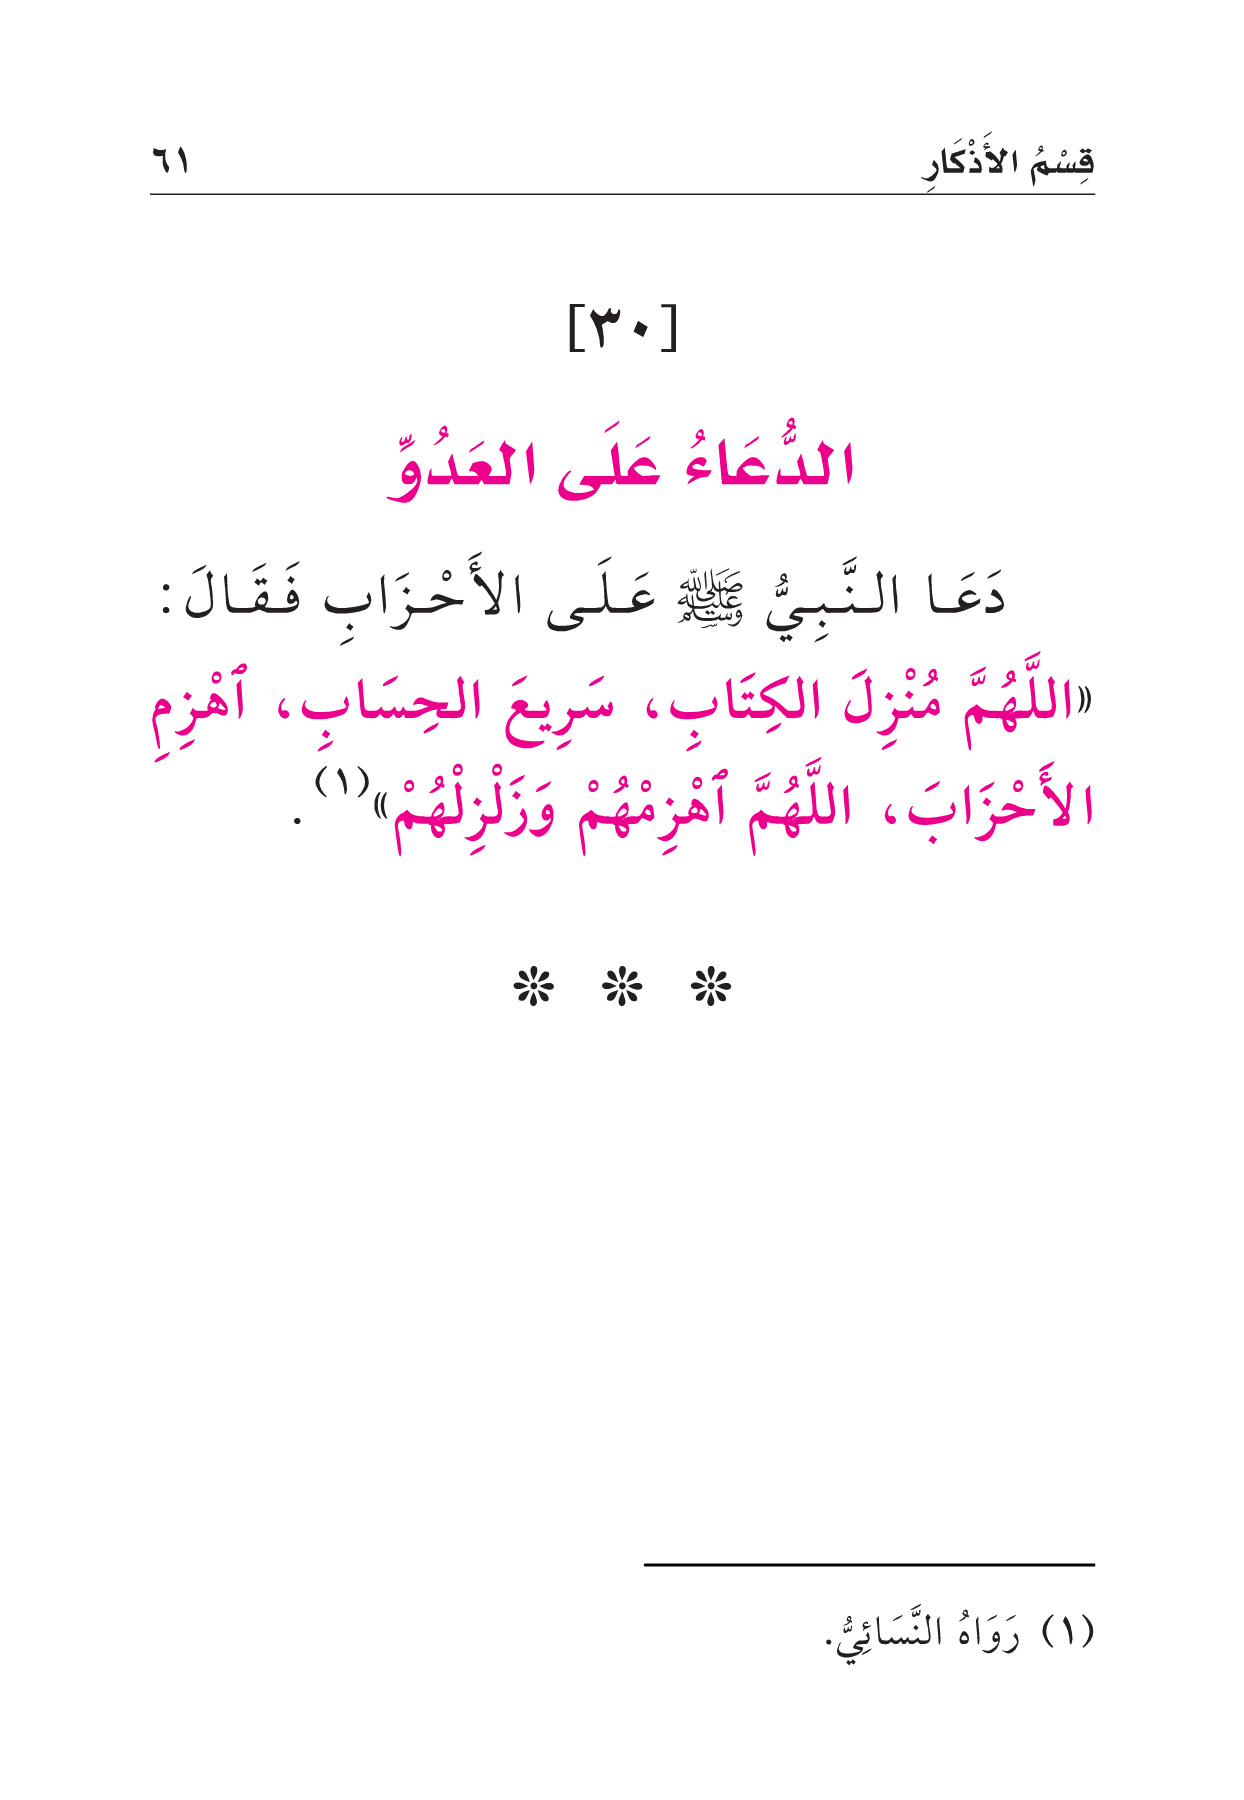 قِسْمُ الأَذْكَارِ ٦١
[٣٠]
الدُّعَاءُ عَلَى العَدُوِّ
دَعَا النَّبِيُّ ﷺ عَلَى الأَحْزَابِ فَقَالَ:
«اللَّهُمَّ مُنْزِلَ الكِتَابِ، سَرِيعَ الحِسَابِ، ٱهْزِمِ
الأَحْزَابَ، اللَّهُمَّ ٱهْزِمْهُمْ وَزَلْزِلْهُمْ»(١).
(١) رَوَاهُ النَّسَائِيُّ.